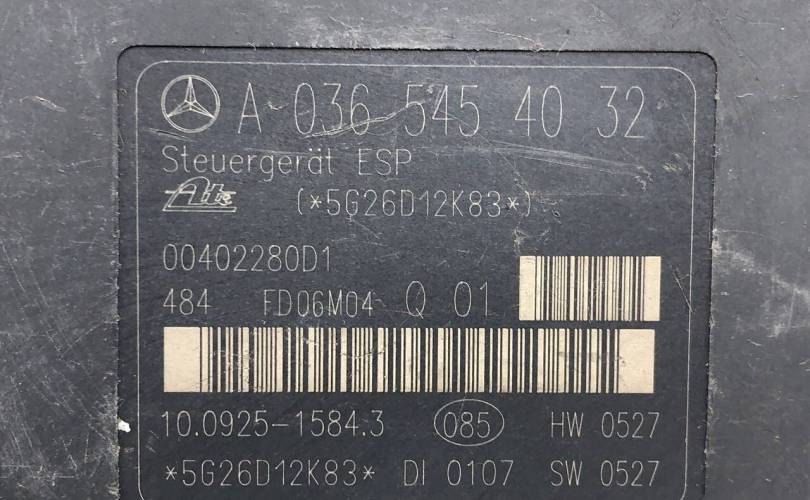 A 036 545 40 32
Steuergerät ESP
Ate (*5G26D12K83*)
00402280D1
484 FD06M04 Q 01
10.0925-1584.3 085 HW 0527
*5G26D12K83* DI 0107 SW 0527